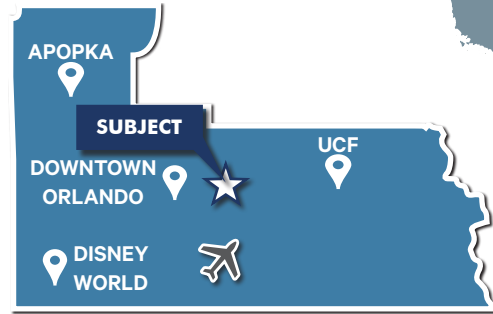 APOPKA
SUBJECT
UCF
DOWNTOWN
ORLANDO
DISNEY
WORLD